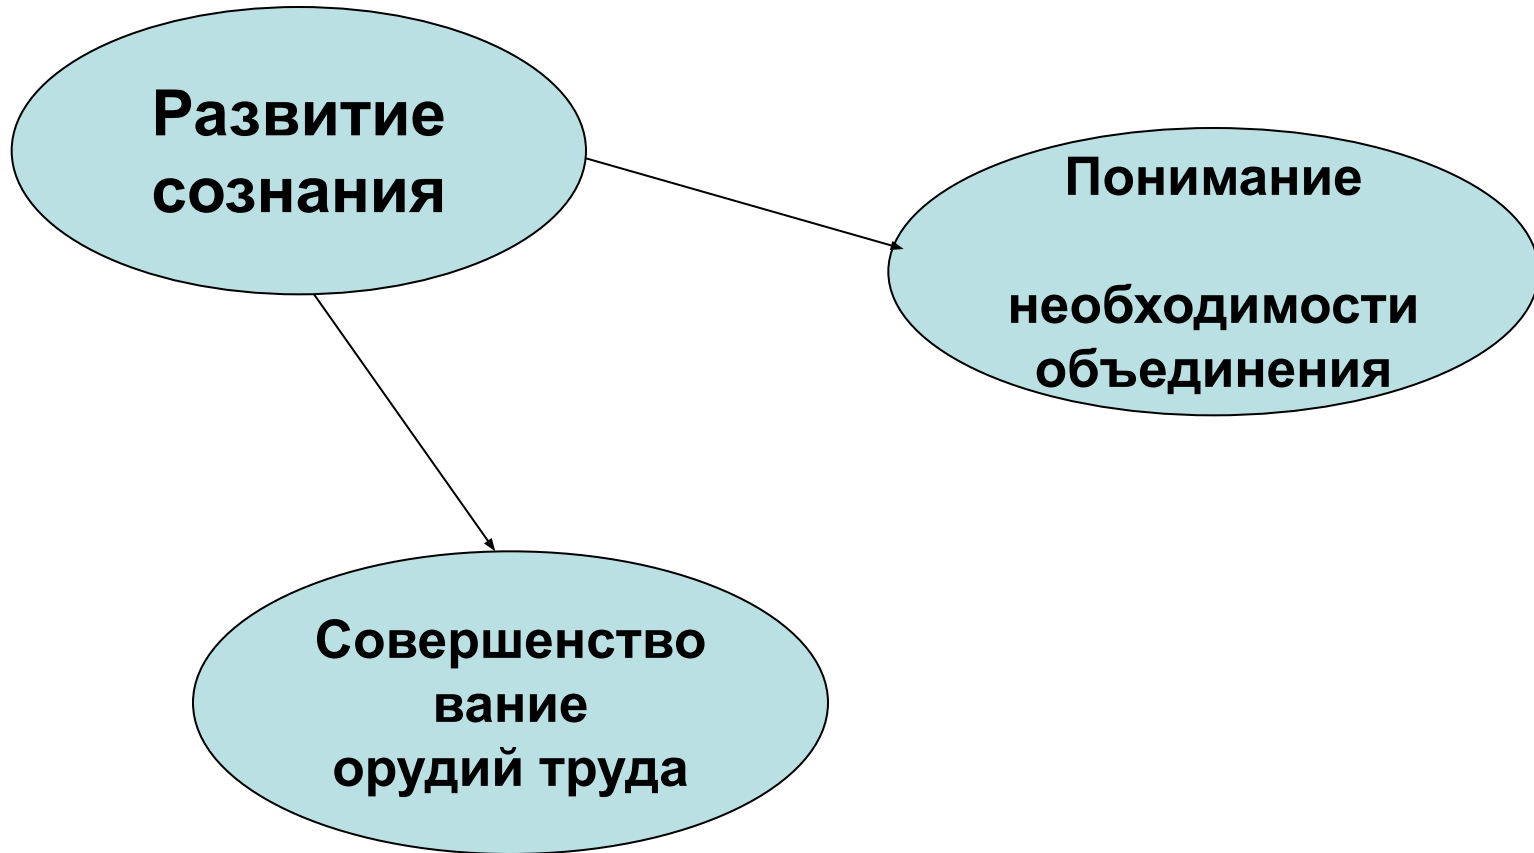 Развитие
сознания
Понимание
необходимости
объединения
Совершенство
вание
орудий труда